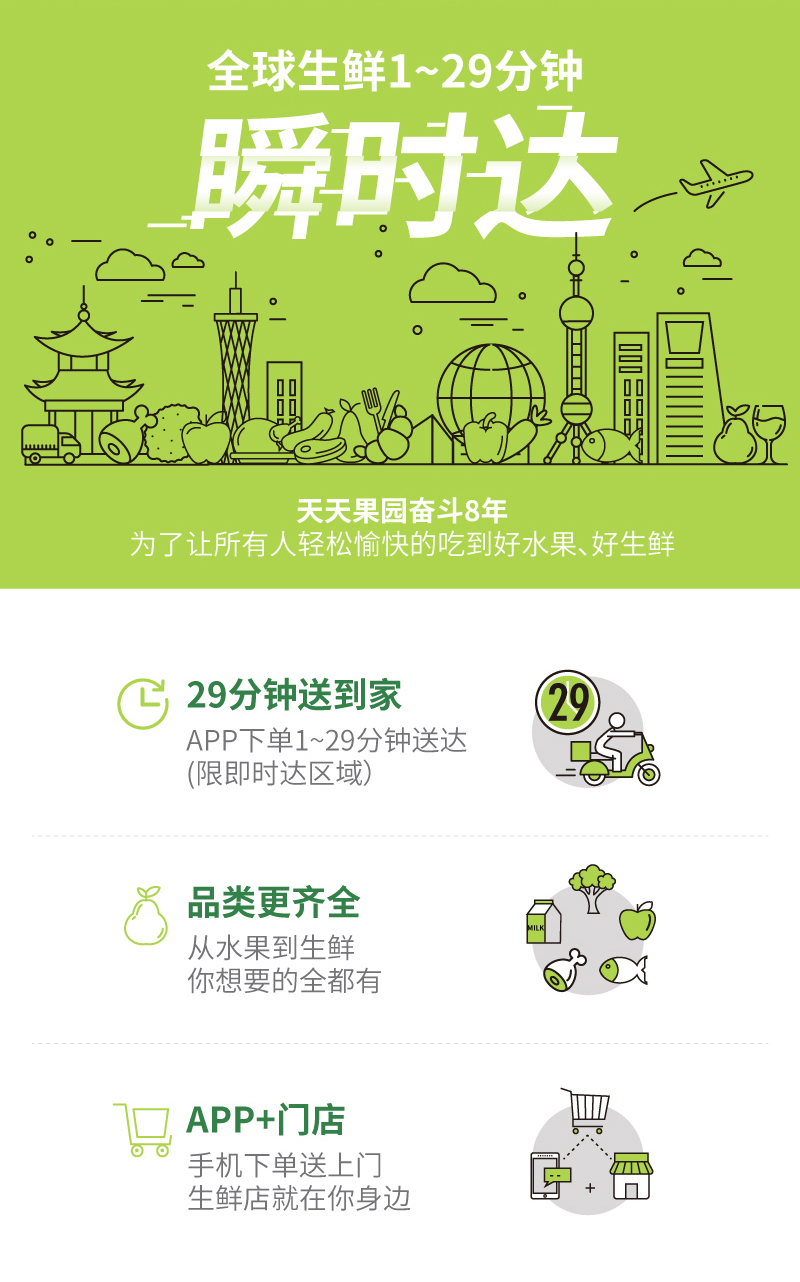 全球生鲜1~29分钟
瞬时达
天天果园奋斗8年
为了让所有人轻松愉快的吃到好水果、好生鲜
29分钟送到家
APP下单1~29分钟送达
(限即时达区域）
29
品类更齐全
从水果到生鲜
你想要的全都有
MILK
APP+门店
手机下单送上门
生鲜店就在你身边
+